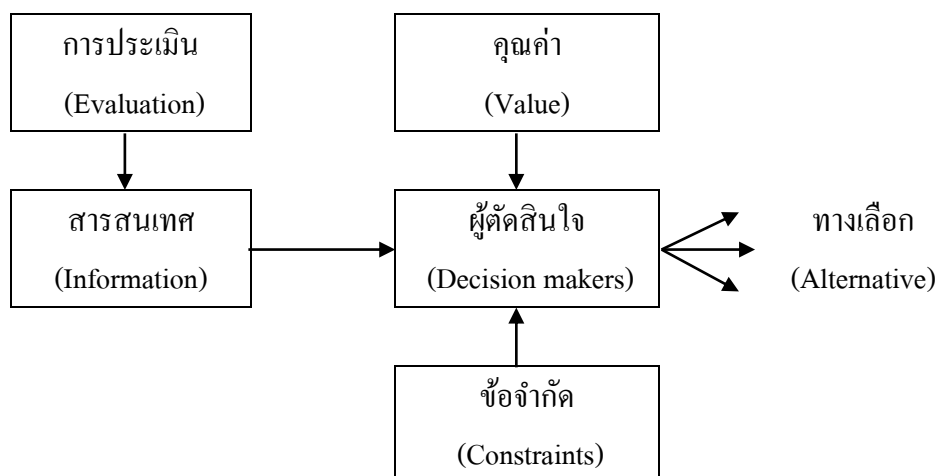 การประเมิน
(Evaluation)
คุณค่า
(Value)
สารสนเทศ
(Information)
ผู้ตัดสินใจ
(Decision makers)
ทางเลือก
(Alternative)
ข้อจำกัด
(Constraints)